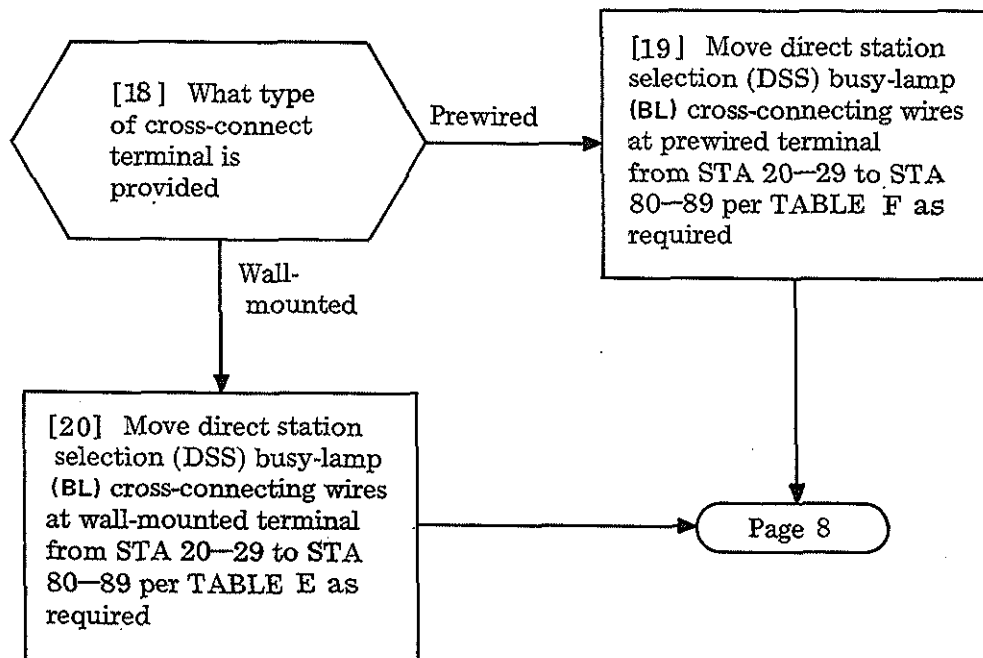 [18] What type
of cross-connect
terminal is
provided
Prewired
[19] Move direct station
selection (DSS) busy-lamp
(BL) cross-connecting wires
at prewired terminal
from STA 20—29 to STA
80—89 per TABLE F as
required
Wall-
mounted
[20] Move direct station
selection (DSS) busy-lamp
(BL) cross-connecting wires
at wall-mounted terminal
from STA 20—29 to STA
80—89 per TABLE E as
required
Page 8